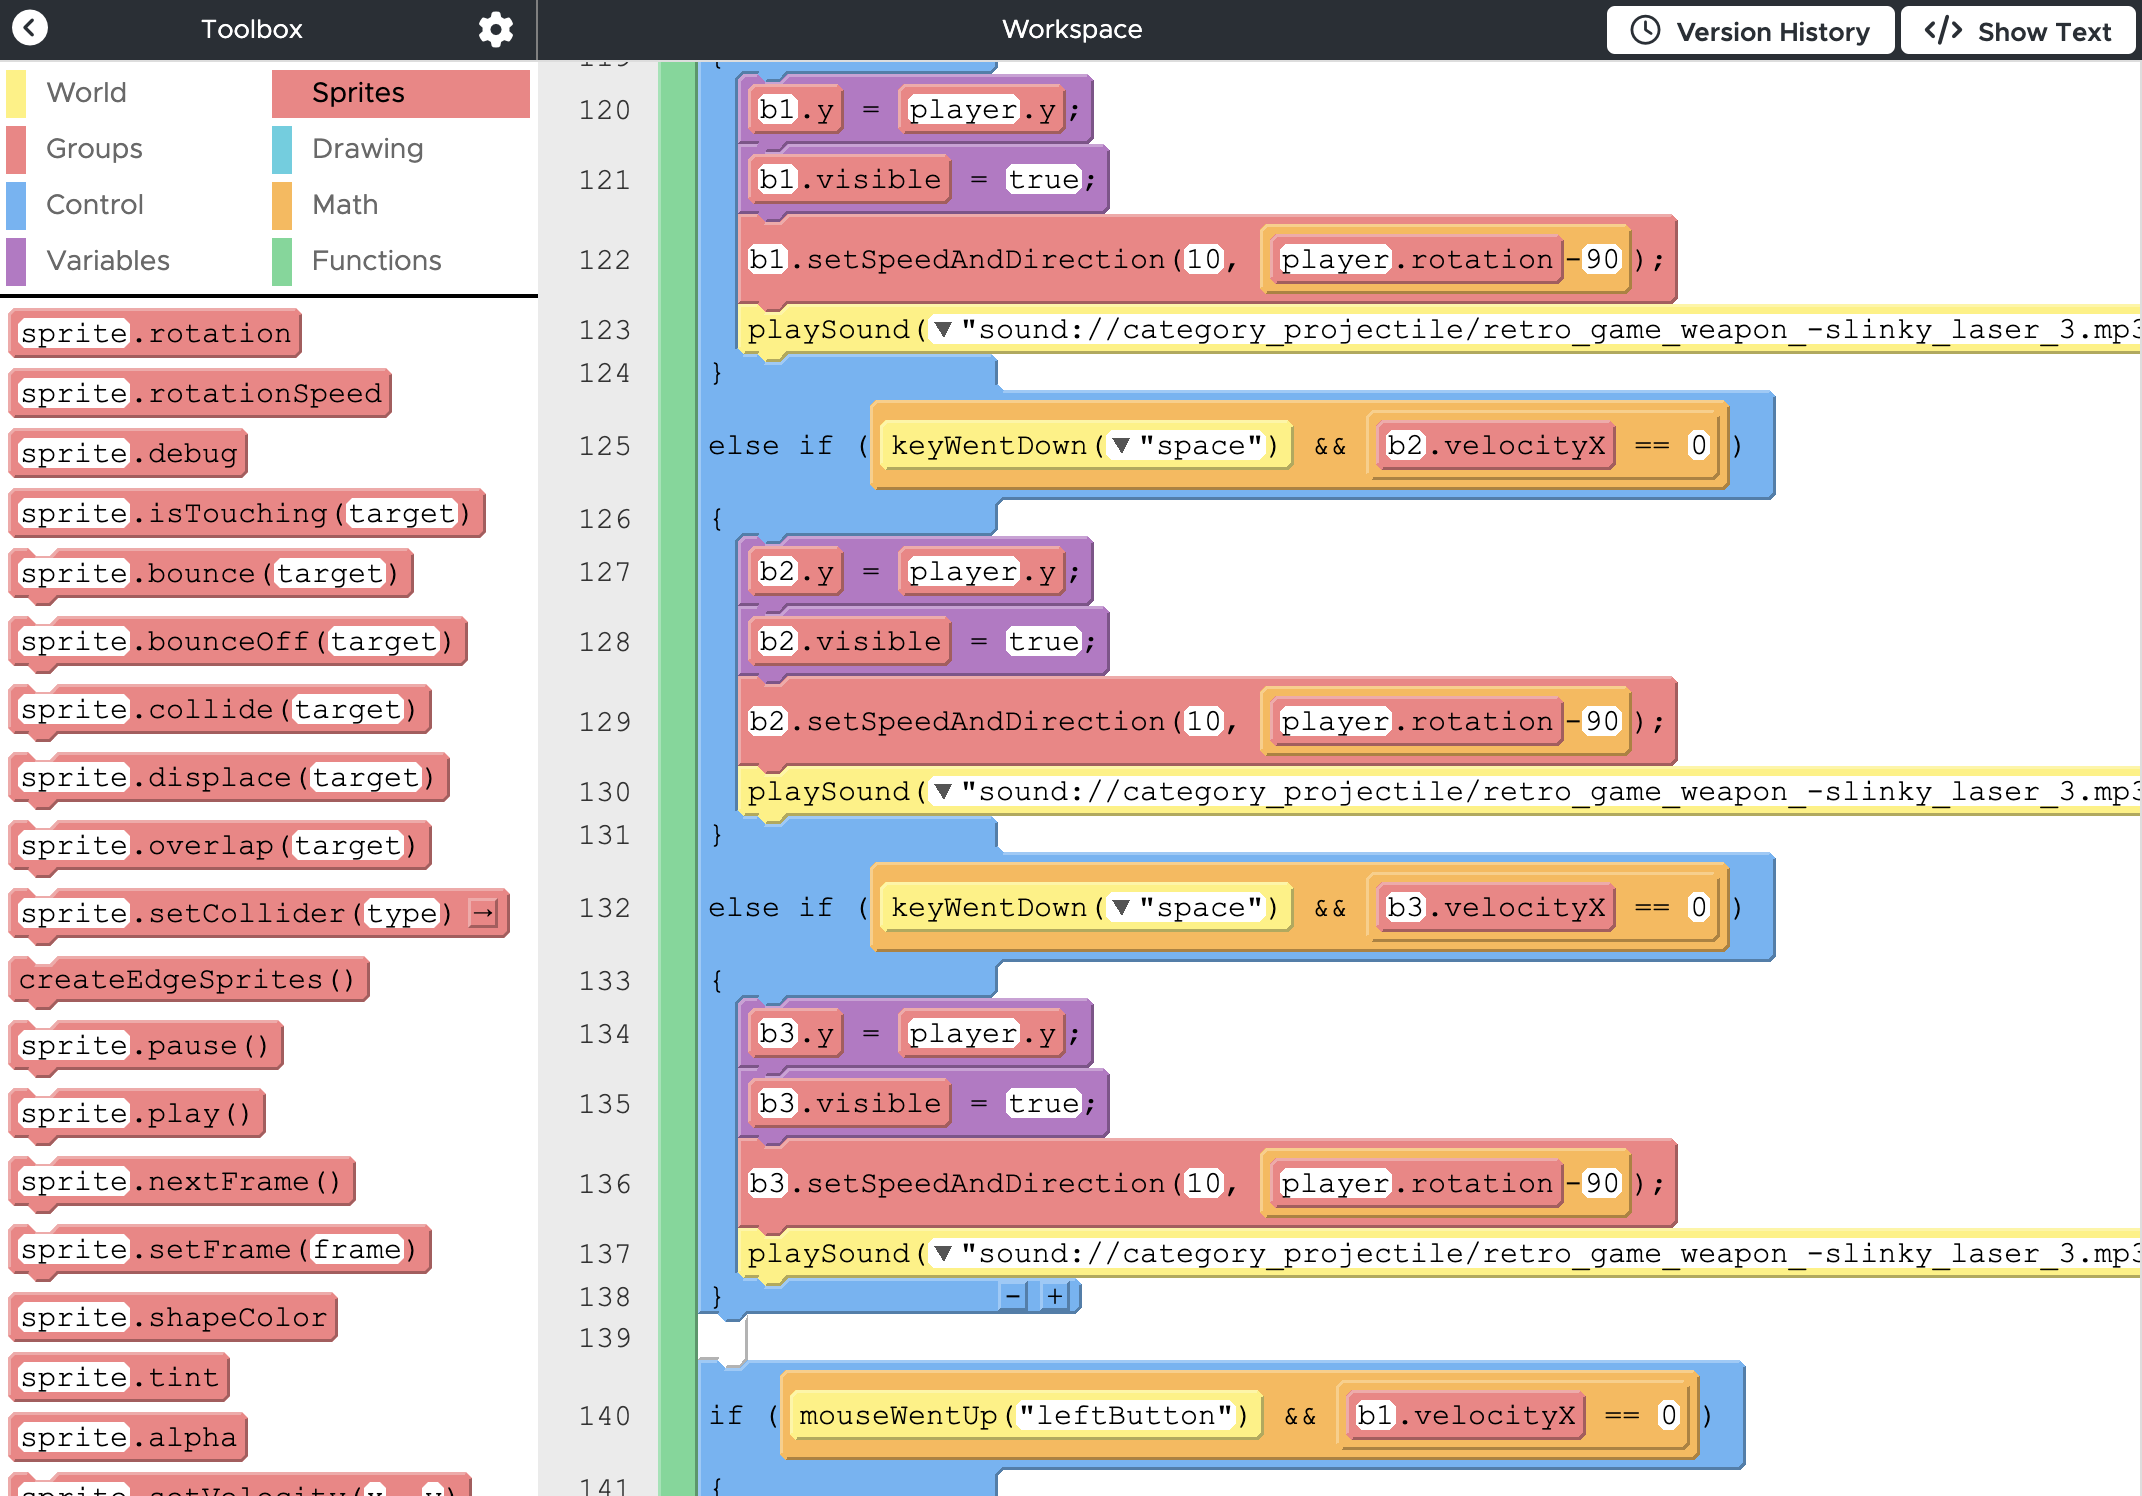 Toolbox
Workspace
Version History
</> Show Text
World
Sprites
Groups
Drawing
Control
Math
Variables
Functions
sprite.rotation
sprite.rotationSpeed
sprite.debug
sprite.isTouching(target)
sprite.bounce(target)
sprite.bounceOff(target)
sprite.collide(target)
sprite.displace(target)
sprite.overlap(target)
sprite.setCollider(type) →
createEdgeSprites()
sprite.pause()
sprite.play()
sprite.nextFrame()
sprite.setFrame(frame)
sprite.shapeColor
sprite.tint
sprite.alpha
sprite.setVelocity(x, y)
119 {
120 b1.y = player.y;
121 b1.visible = true;
122 b1.setSpeedAndDirection(10, player.rotation-90);
123 playSound(▼"sound://category_projectile/retro_game_weapon_-slinky_laser_3.mp3
124 }
125 else if (keyWentDown(▼"space") && b2.velocityX == 0)
126 {
127 b2.y = player.y;
128 b2.visible = true;
129 b2.setSpeedAndDirection(10, player.rotation-90);
130 playSound(▼"sound://category_projectile/retro_game_weapon_-slinky_laser_3.mp3
131 }
132 else if (keyWentDown(▼"space") && b3.velocityX == 0)
133 {
134 b3.y = player.y;
135 b3.visible = true;
136 b3.setSpeedAndDirection(10, player.rotation-90);
137 playSound(▼"sound://category_projectile/retro_game_weapon_-slinky_laser_3.mp3
138 } - +
139
140 if (mouseWentUp("leftButton") && b1.velocityX == 0)
141 {